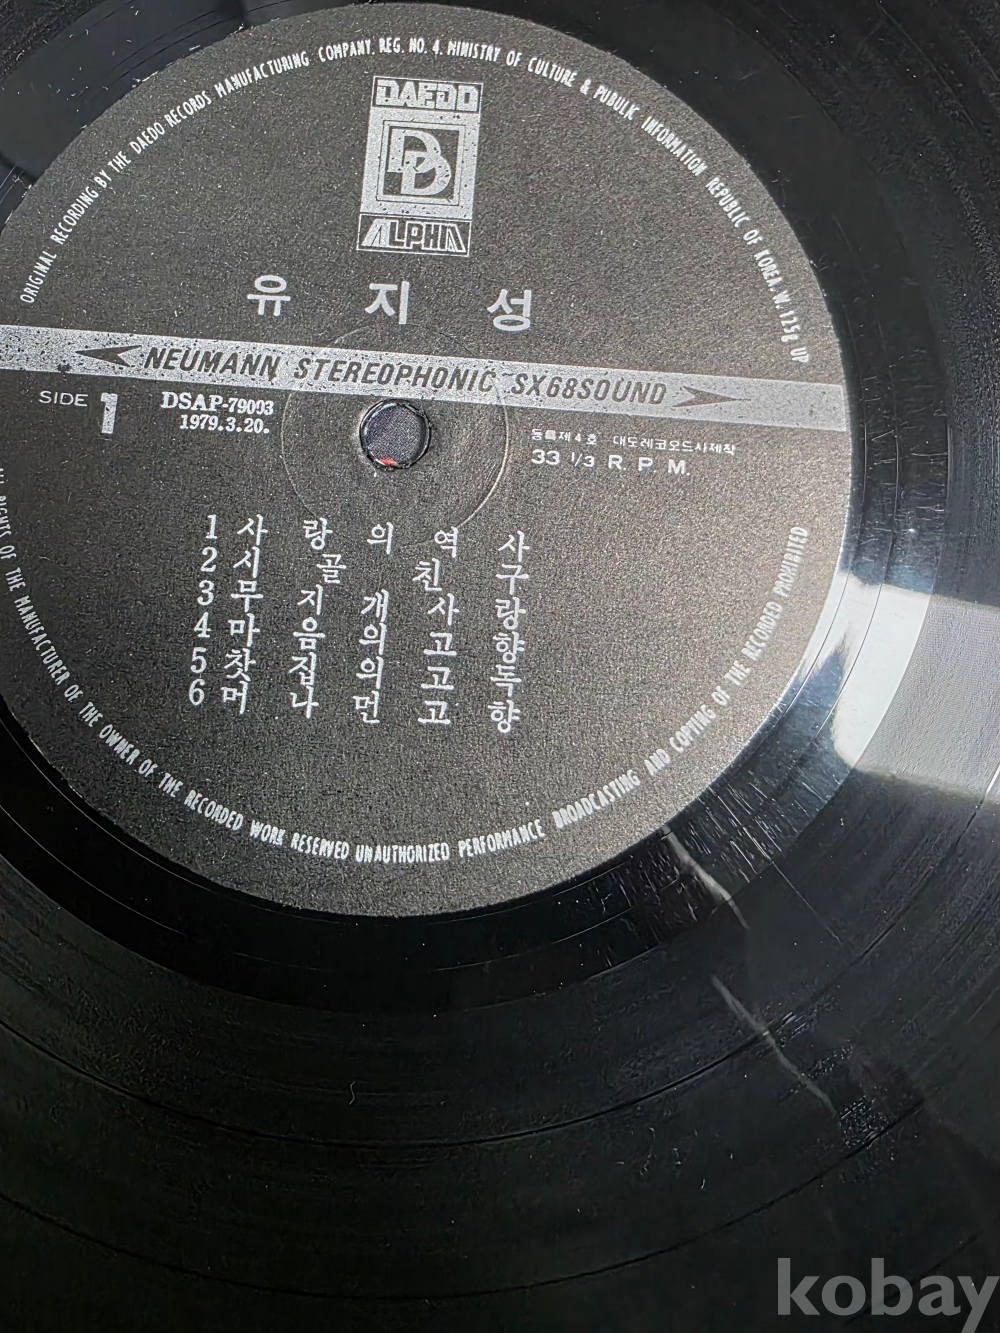 ORIGINAL RECORDING BY THE DAEDO RECORDS MANUFACTURING COMPANY. REG. NO. 4. MINISTRY OF CULTURE & PUBULK INFORMATION REPUBLIC OF KOREA. W. 125g UP
DAEDO
DD
ALPHA
유 지 성
NEUMANN STEREOPHONIC SX68SOUND
SIDE 1
DSAP-79003
1979.3.20.
등록제4호 대도레코오드사제작
33 1/3 R. P. M.
1 사랑의역사
2 시골친구
3 무지개사랑
4 마음의고향
5 찻집의고독
6 머나먼고향
RIGHTS OF THE MANUFACTURER OF THE OWNER OF THE RECORDED WORK RESERVED UNAUTHORIZED PERFORMANCE BROADCASTING AND COPYING OF THE RECORDED PROHIBITED
kobay